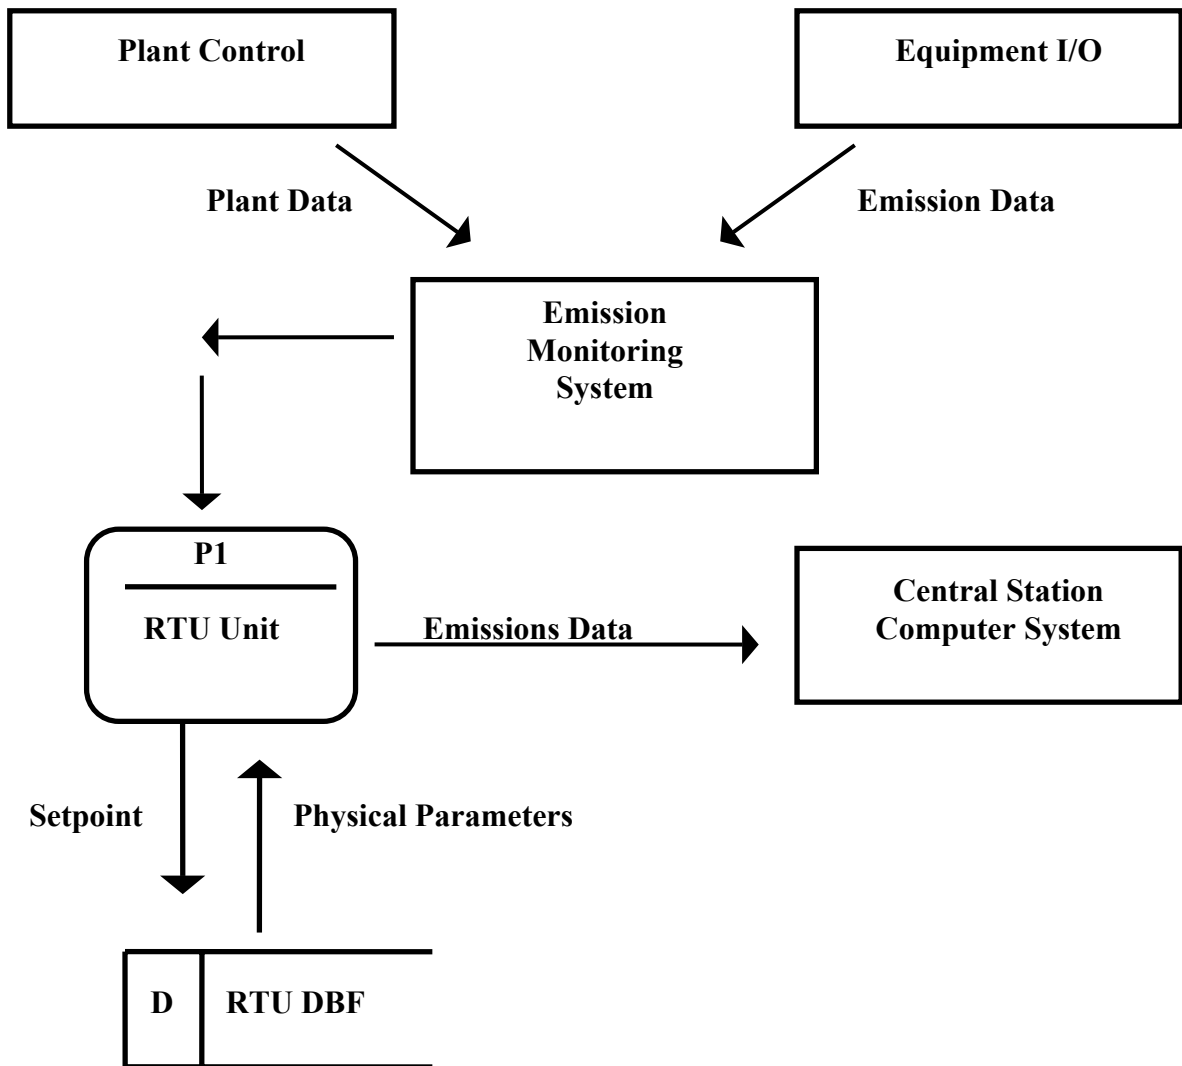 Plant Control
Equipment I/O
Plant Data
Emission Data
Emission
Monitoring
System
P1
RTU Unit
Emissions Data
Central Station
Computer System
Setpoint
Physical Parameters
D
RTU DBF